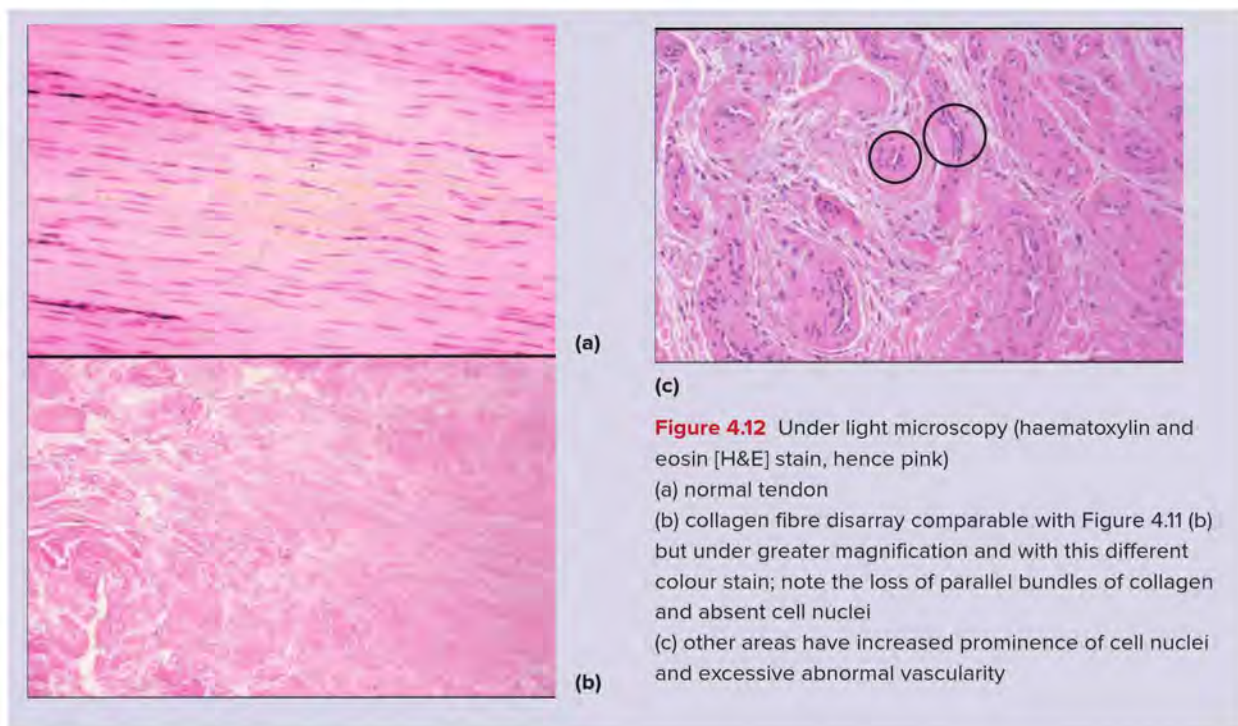 (a)
(b)
(c)
Figure 4.12 Under light microscopy (haematoxylin and
eosin [H&E] stain, hence pink)
(a) normal tendon
(b) collagen fibre disarray comparable with Figure 4.11 (b)
but under greater magnification and with this different
colour stain; note the loss of parallel bundles of collagen
and absent cell nuclei
(c) other areas have increased prominence of cell nuclei
and excessive abnormal vascularity